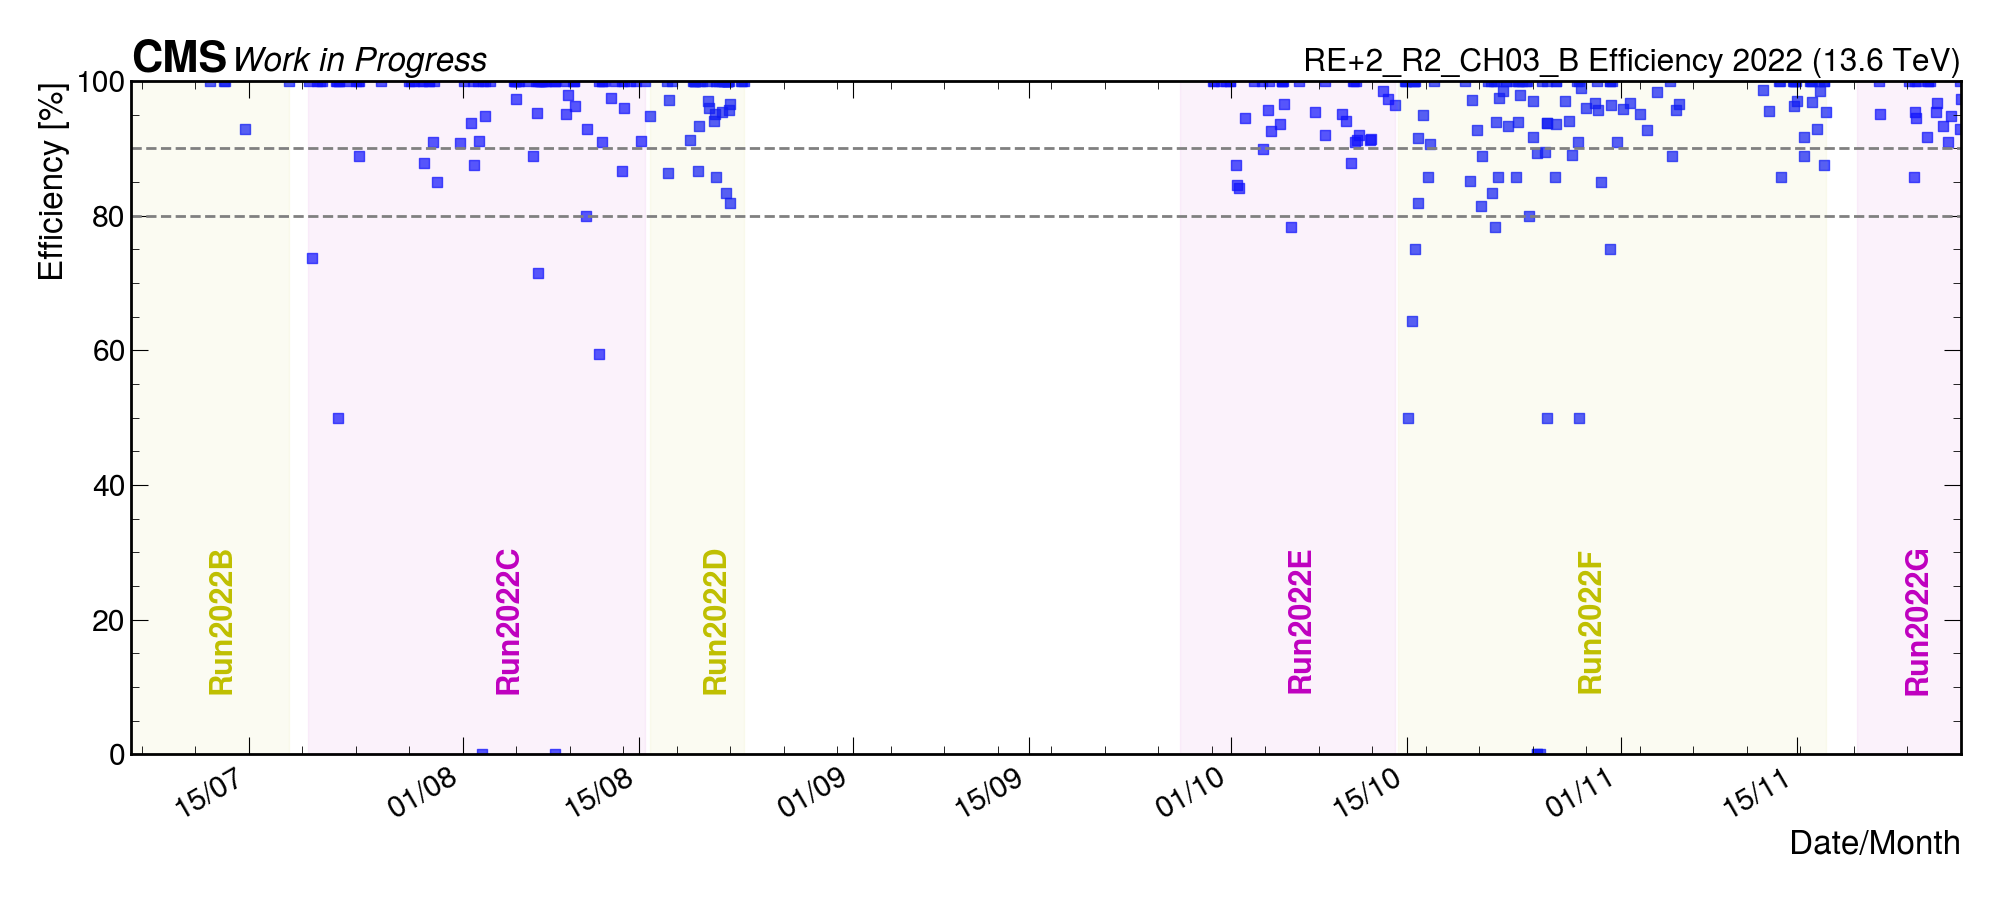 CMS Work in Progress
RE+2_R2_CH03_B Efficiency 2022 (13.6 TeV)
Efficiency [%]
100
80
60
40
20
0
Run2022B
Run2022C
Run2022D
Run2022E
Run2022F
Run2022G
15/07
01/08
15/08
01/09
15/09
01/10
15/10
01/11
15/11
Date/Month